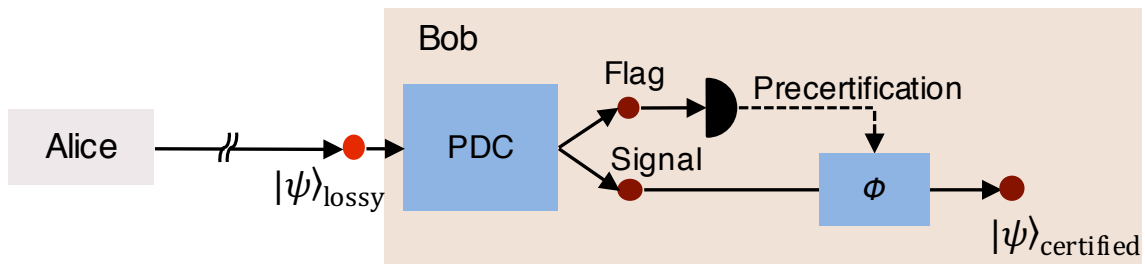 Bob
Flag
Precertification
Alice
PDC
Signal
Φ
|ψ⟩lossy
|ψ⟩certified